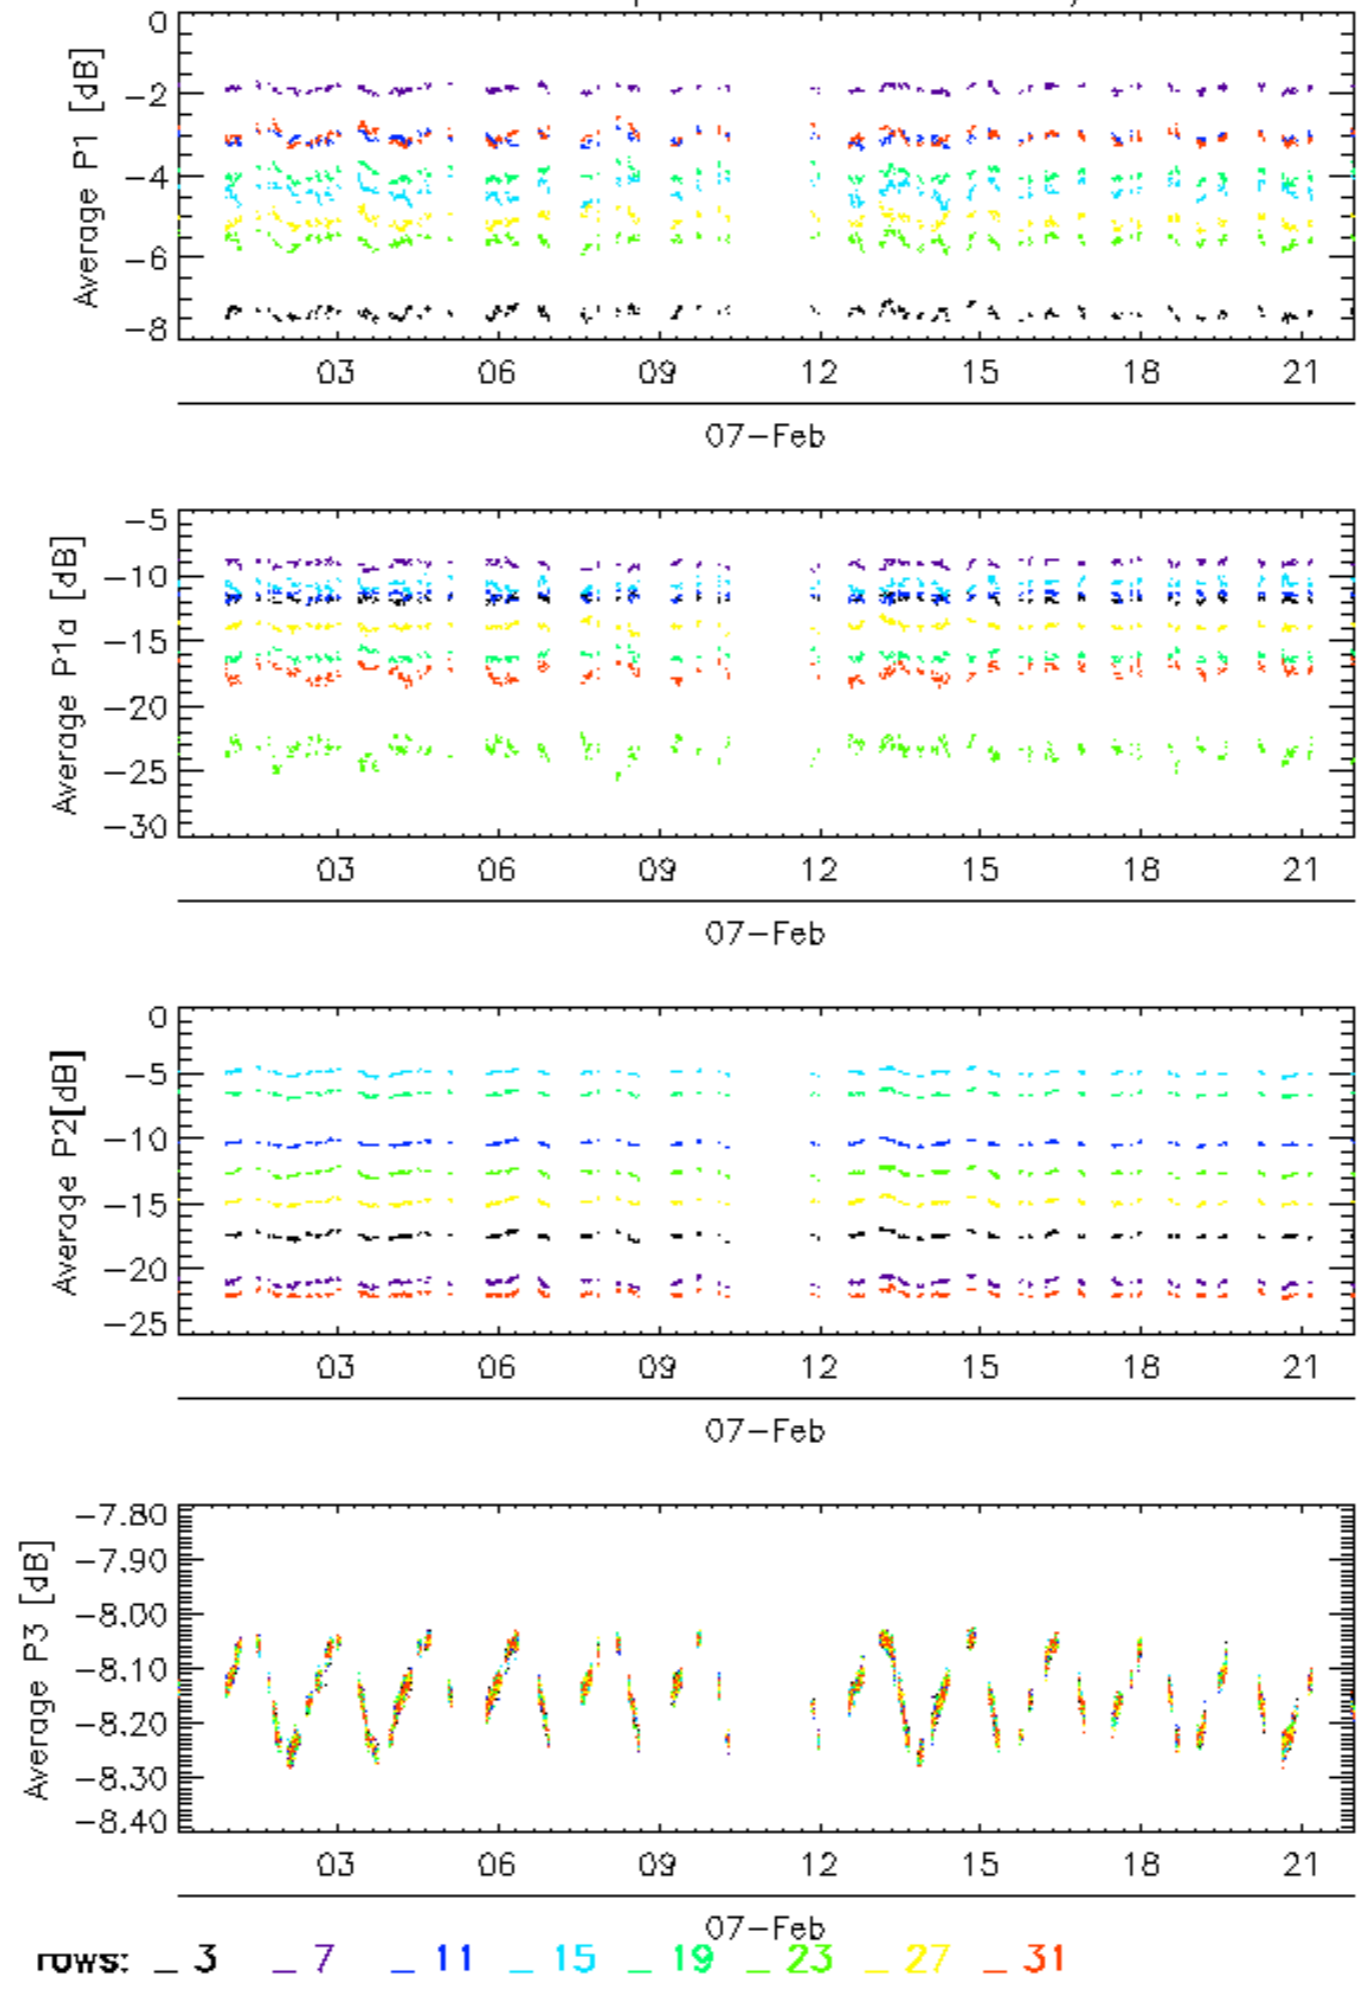 Average P1 [dB]
0
−2
−4
−6
−8
03 06 09 12 15 18 21
07−Feb
Average P1a [dB]
−5
−10
−15
−20
−25
−30
03 06 09 12 15 18 21
07−Feb
Average P2[dB]
0
−5
−10
−15
−20
−25
03 06 09 12 15 18 21
07−Feb
Average P3 [dB]
−7.80
−7.90
−8.00
−8.10
−8.20
−8.30
−8.40
03 06 09 12 15 18 21
07−Feb
rows: _ 3 _ 7 _ 11 _ 15 _ 19 _ 23 _ 27 _ 31